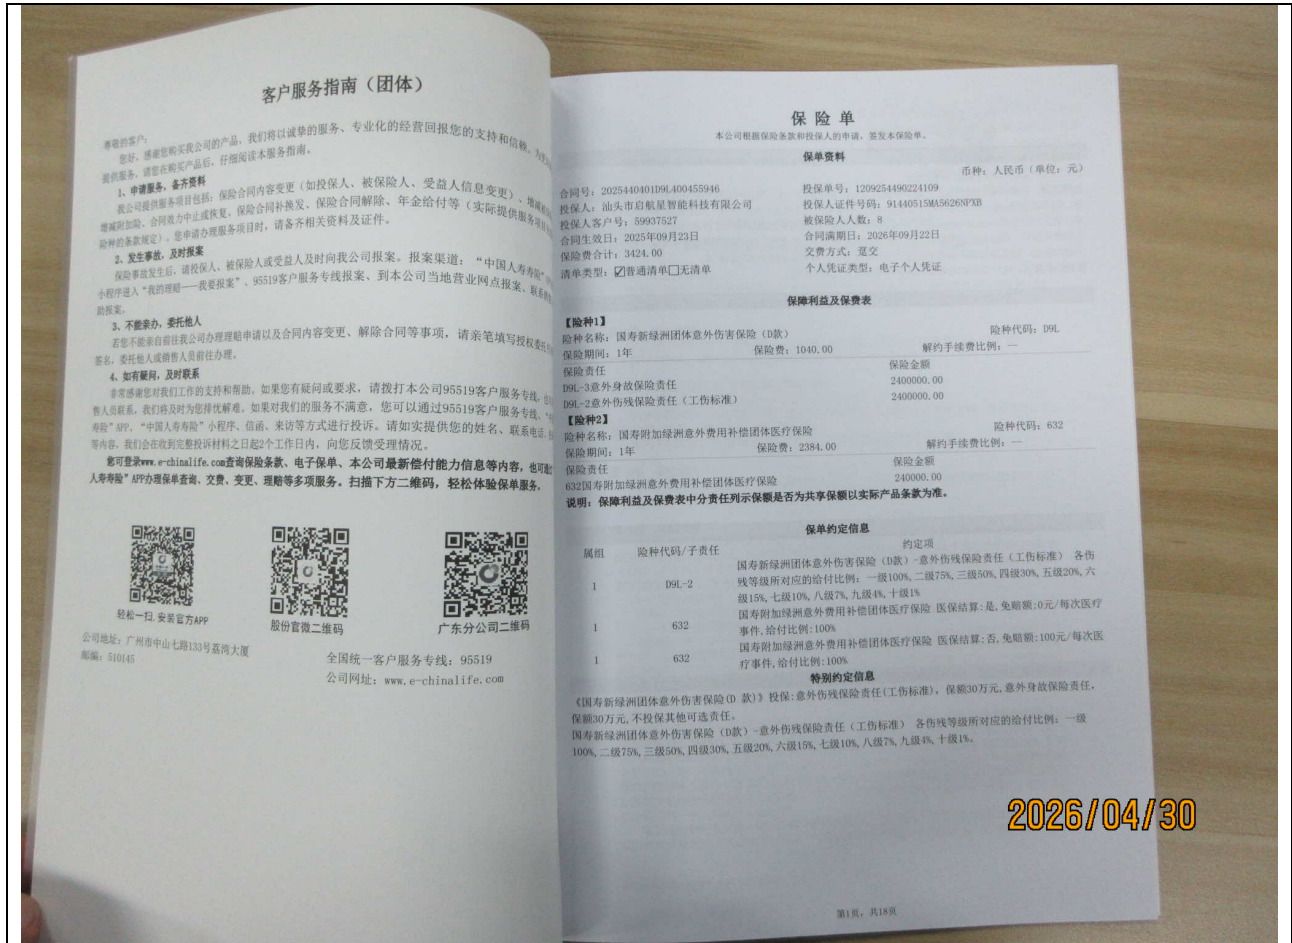 客户服务指南（团体）
尊敬的客户：
您好，感谢您购买我公司的产品，我们将以诚挚的服务、专业化的经营回报您的支持和信赖。为您
提供服务，请您在购买产品后，仔细阅读本服务指南。
1、申请服务，备齐资料
我公司提供服务项目包括：保险合同内容变更（如投保人、被保险人、受益人信息变更）、增减被保
增减附加险、合同效力中止或恢复、保险合同补换发、保险合同解除、年金给付等（实际提供服务项目
险种的条款规定）。您申请办理服务项目时，请备齐相关资料及证件。
2、发生事故，及时报案
保险事故发生后，请投保人、被保险人或受益人及时向我公司报案。报案渠道：“中国人寿寿险”
小程序进入“我的理赔——我要报案”、95519客户服务专线报案、到本公司当地营业网点报案、联系
助报案。
3、不能亲办，委托他人
若您不能亲自前往我公司办理理赔申请以及合同内容变更、解除合同等事项，请亲笔填写授权委托
签名，委托他人或销售人员前往办理。
4、如有疑问，及时联系
非常感谢您对我们工作的支持和帮助。如果您有疑问或要求，请拨打本公司95519客户服务专线，也
售人员联系，我们将及时为您排忧解难。如果对我们的服务不满意，您可以通过95519客户服务专线、“
寿险”APP、“中国人寿寿险”小程序、信函、来访等方式进行投诉。请如实提供您的姓名、联系电话、
等内容，我们会在收到完整投诉材料之日起2个工作日内，向您反馈受理情况。
您可登录www.e-chinalife.com查询保险条款、电子保单、本公司最新偿付能力信息等内容，也可通过
人寿寿险”APP办理保单查询、交费、变更、理赔等多项服务。扫描下方二维码，轻松体验保单服务。
轻松一扫，安装官方APP
股份官微二维码
广东分公司二维码
公司地址：广州市中山七路133号荔湾大厦
邮编：510145
全国统一客户服务专线：95519
公司网址：www.e-chinalife.com
保 险 单
本公司根据保险条款和投保人的申请，签发本保险单。
保单资料
币种：人民币（单位：元）
合同号：2025440401D9L400455946 投保单号：1209254490224109
投保人：汕头市启航星智能科技有限公司 投保人证件号码：91440515MA5626NPXB
投保人客户号：59937527 被保险人人数：8
合同生效日：2025年09月23日 合同满期日：2026年09月22日
保险费合计：3424.00 交费方式：趸交
清单类型：☑普通清单□无清单 个人凭证类型：电子个人凭证
保障利益及保费表
【险种1】
险种名称：国寿新绿洲团体意外伤害保险（D款） 险种代码：D9L
保险期间：1年 保险费：1040.00 解约手续费比例：—
保险责任 保险金额
D9L-3意外身故保险责任 2400000.00
D9L-2意外伤残保险责任（工伤标准） 2400000.00
【险种2】
险种名称：国寿附加绿洲意外费用补偿团体医疗保险 险种代码：632
保险期间：1年 保险费：2384.00 解约手续费比例：—
保险责任 保险金额
632国寿附加绿洲意外费用补偿团体医疗保险 240000.00
说明：保障利益及保费表中分责任列示保额是否为共享保额以实际产品条款为准。
保单约定信息
属组 险种代码/子责任 约定项
国寿新绿洲团体意外伤害保险（D款）-意外伤残保险责任（工伤标准） 各伤
1 D9L-2 残等级所对应的给付比例：一级100%,二级75%,三级50%,四级30%,五级20%,六
级15%,七级10%,八级7%,九级4%,十级1%
1 632 国寿附加绿洲意外费用补偿团体医疗保险 医保结算:是,免赔额:0元/每次医疗
事件,给付比例:100%
1 632 国寿附加绿洲意外费用补偿团体医疗保险 医保结算:否,免赔额:100元/每次医
疗事件,给付比例:100%
特别约定信息
《国寿新绿洲团体意外伤害保险(D 款)》投保:意外伤残保险责任(工伤标准)，保额30万元,意外身故保险责任，
保额30万元,不投保其他可选责任。
国寿新绿洲团体意外伤害保险（D款）-意外伤残保险责任（工伤标准） 各伤残等级所对应的给付比例：一级
100%,二级75%,三级50%,四级30%,五级20%,六级15%,七级10%,八级7%,九级4%,十级1%。
第1页，共18页
2026/04/30